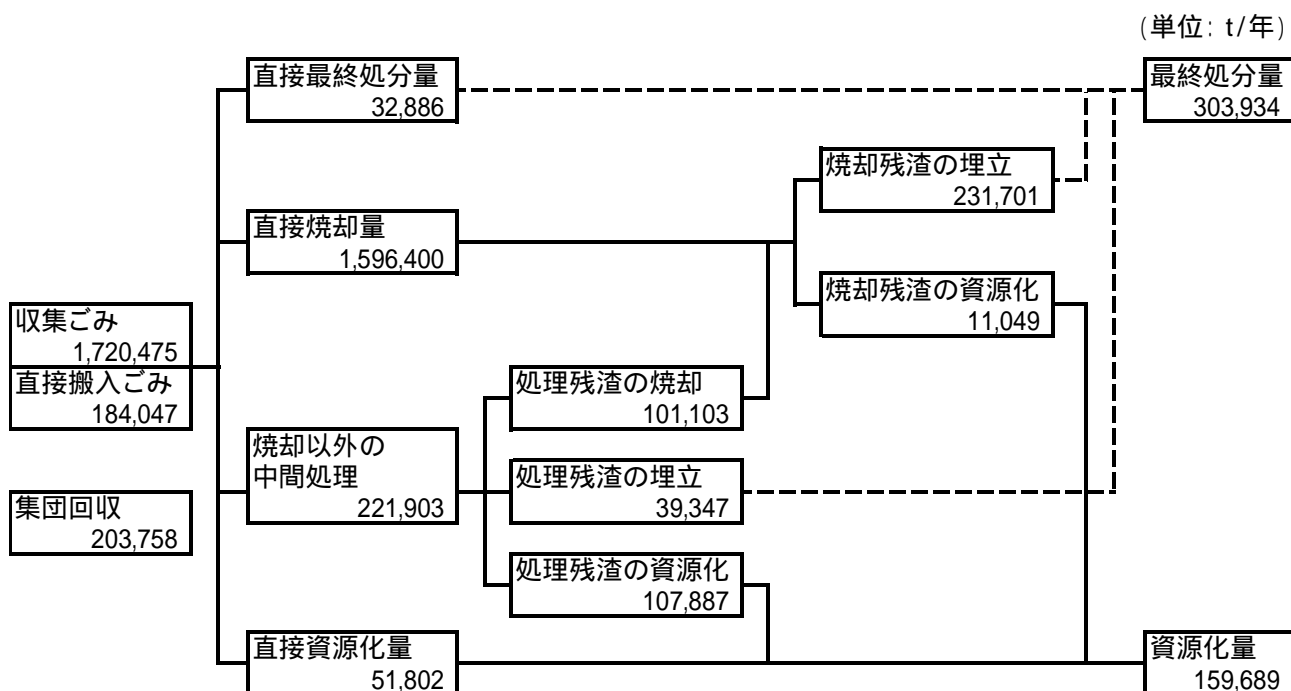 (単位: t/年)
直接最終処分量
32,886
最終処分量
303,934
焼却残渣の埋立
231,701
直接焼却量
1,596,400
焼却残渣の資源化
11,049
収集ごみ
1,720,475
直接搬入ごみ
184,047
処理残渣の焼却
101,103
焼却以外の
中間処理
221,903
処理残渣の埋立
39,347
集団回収
203,758
処理残渣の資源化
107,887
直接資源化量
51,802
資源化量
159,689